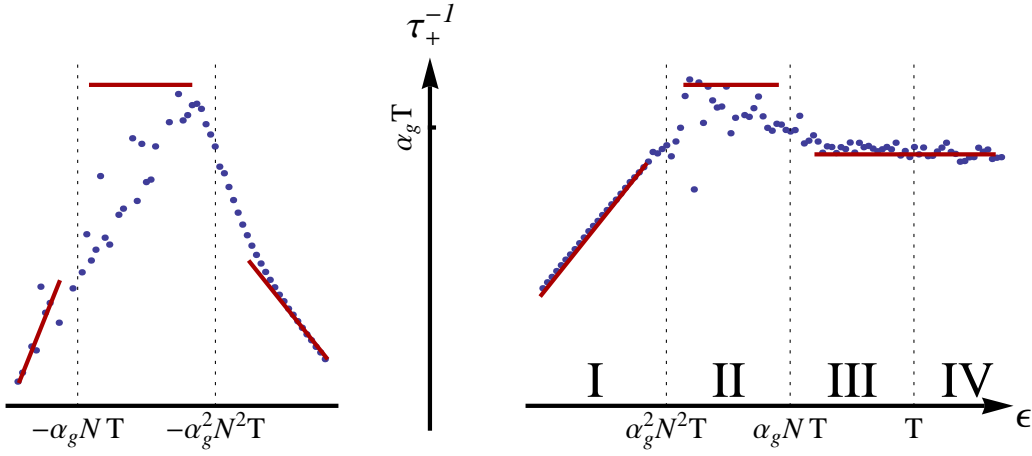 τ₊⁻¹
α_g T
I II III IV
ϵ
−α_g N T −α_g² N² T α_g² N² T α_g N T T